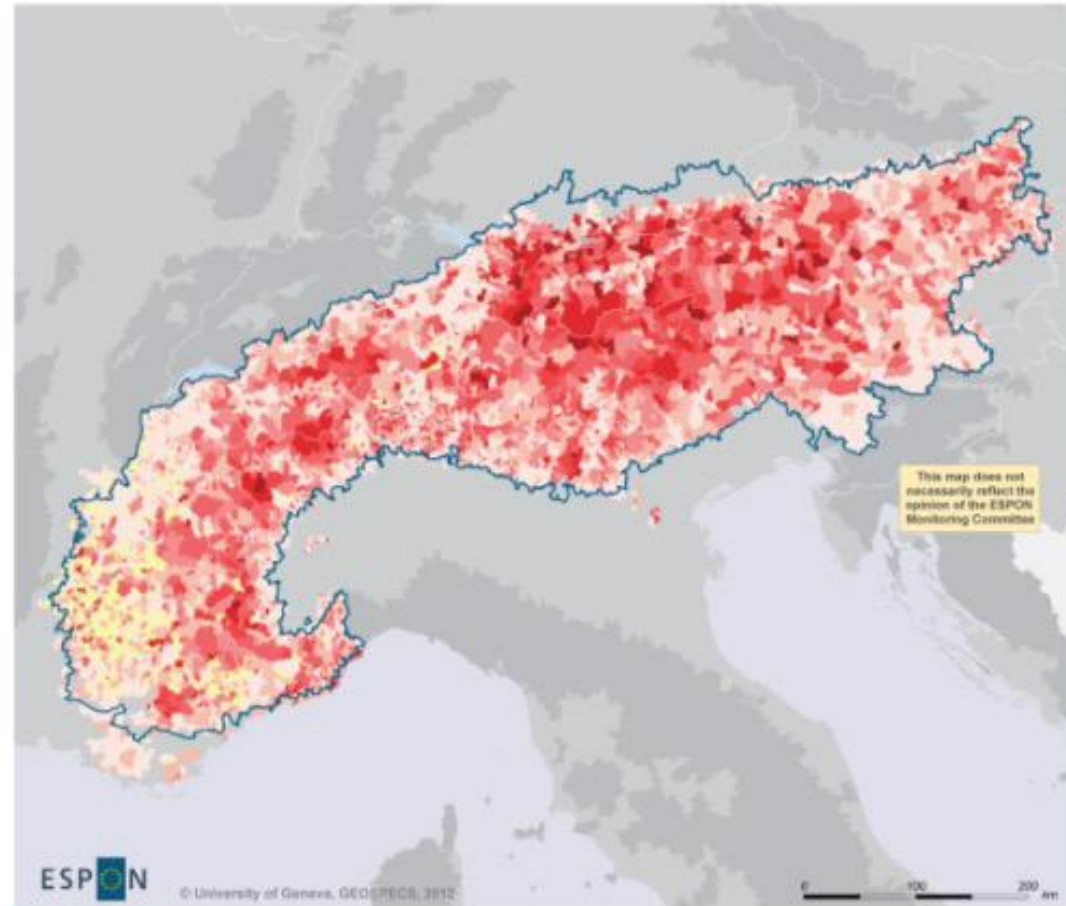 This map does not
necessarily reflect the
opinion of the ESPON
Monitoring Committee
ESPON
© University of Geneva, GEOSPECS, 2012
0 100 200
km